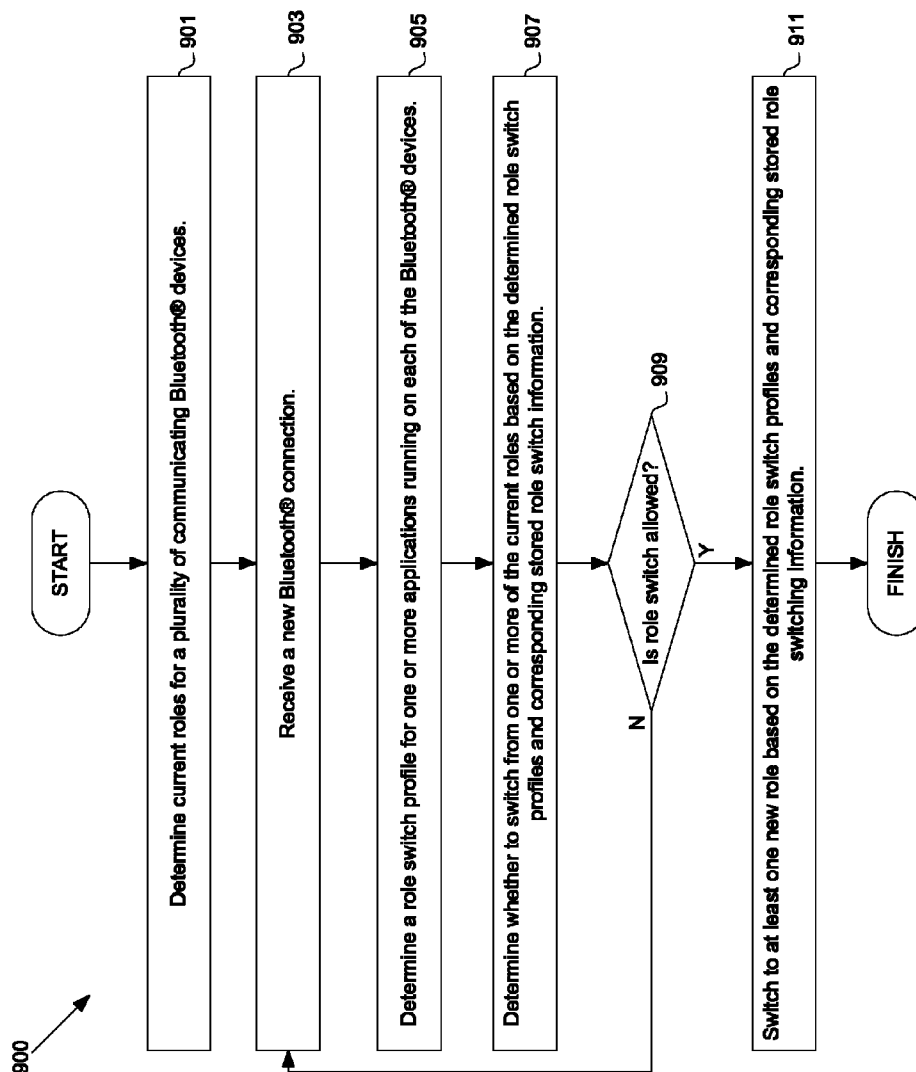 900
START
Determine current roles for a plurality of communicating Bluetooth® devices.
901
Receive a new Bluetooth® connection.
903
Determine a role switch profile for one or more applications running on each of the Bluetooth® devices.
905
Determine whether to switch from one or more of the current roles based on the determined role switch
profiles and corresponding stored role switch information.
907
Is role switch allowed?
909
N
Y
Switch to at least one new role based on the determined role switch profiles and corresponding stored role
switching information.
911
FINISH